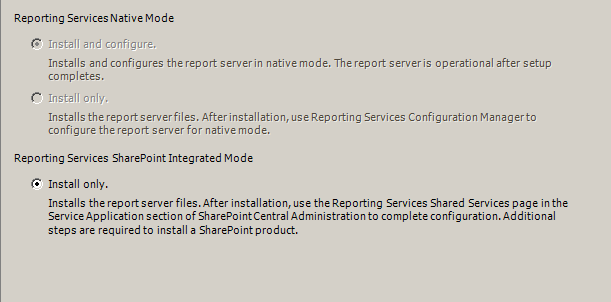 Reporting Services Native Mode
Install and configure.
Installs and configures the report server in native mode. The report server is operational after setup
completes.
Install only.
Installs the report server files. After installation, use Reporting Services Configuration Manager to
configure the report server for native mode.
Reporting Services SharePoint Integrated Mode
Install only.
Installs the report server files. After installation, use the Reporting Services Shared Services page in the
Service Application section of SharePoint Central Administration to complete configuration. Additional
steps are required to install a SharePoint product.